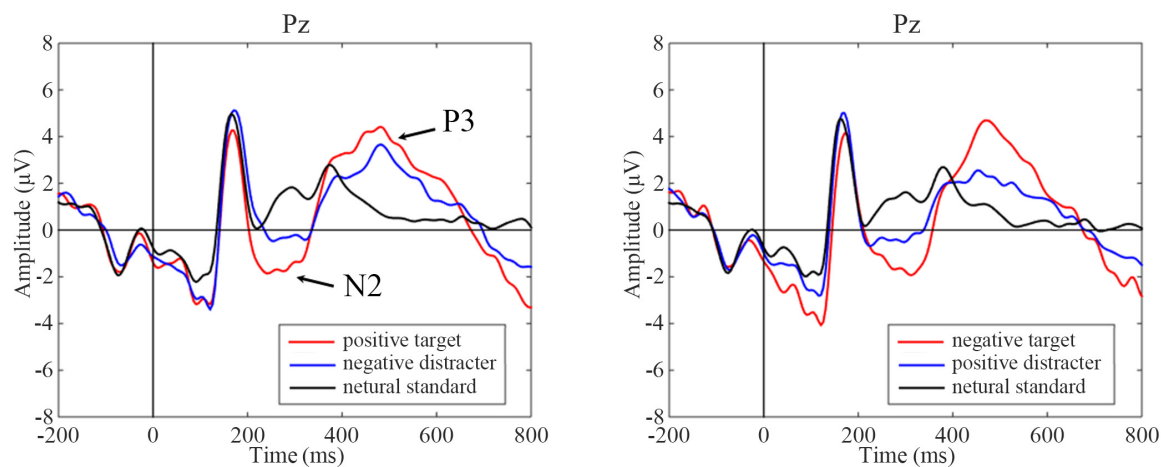 Pz
8
6
4
2
0
-2
-4
-6
-8
Amplitude (μV)
P3
N2
positive target
negative distracter
netural standard
-200 0 200 400 600 800
Time (ms)
Pz
8
6
4
2
0
-2
-4
-6
-8
Amplitude (μV)
negative target
positive distracter
netural standard
-200 0 200 400 600 800
Time (ms)